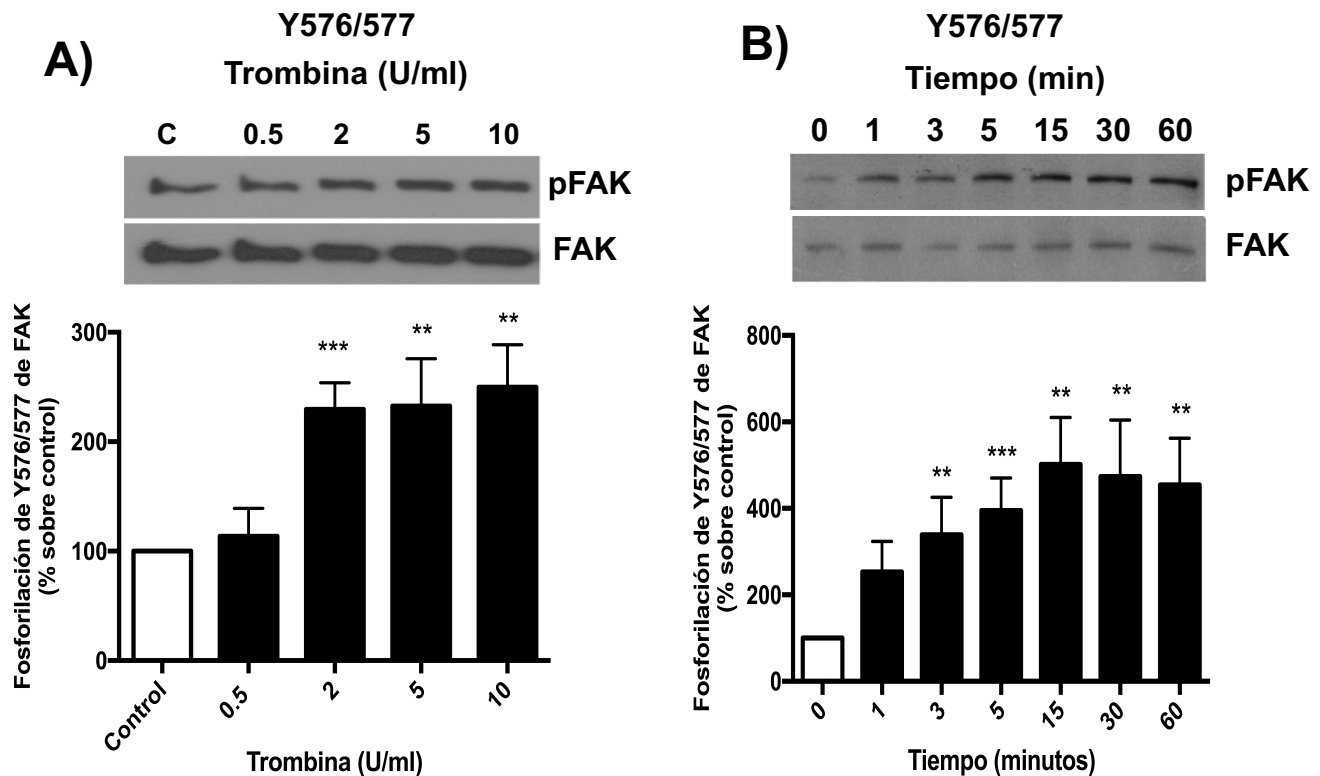 A)
Y576/577
Trombina (U/ml)
C 0.5 2 5 10
pFAK
FAK
Fosforilación de Y576/577 de FAK
(% sobre control)
300
200
100
0
*** ** **
Control 0.5 2 5 10
Trombina (U/ml)
B)
Y576/577
Tiempo (min)
0 1 3 5 15 30 60
pFAK
FAK
Fosforilación de Y576/577 de FAK
(% sobre control)
800
600
400
200
0
** *** ** ** **
0 1 3 5 15 30 60
Tiempo (minutos)